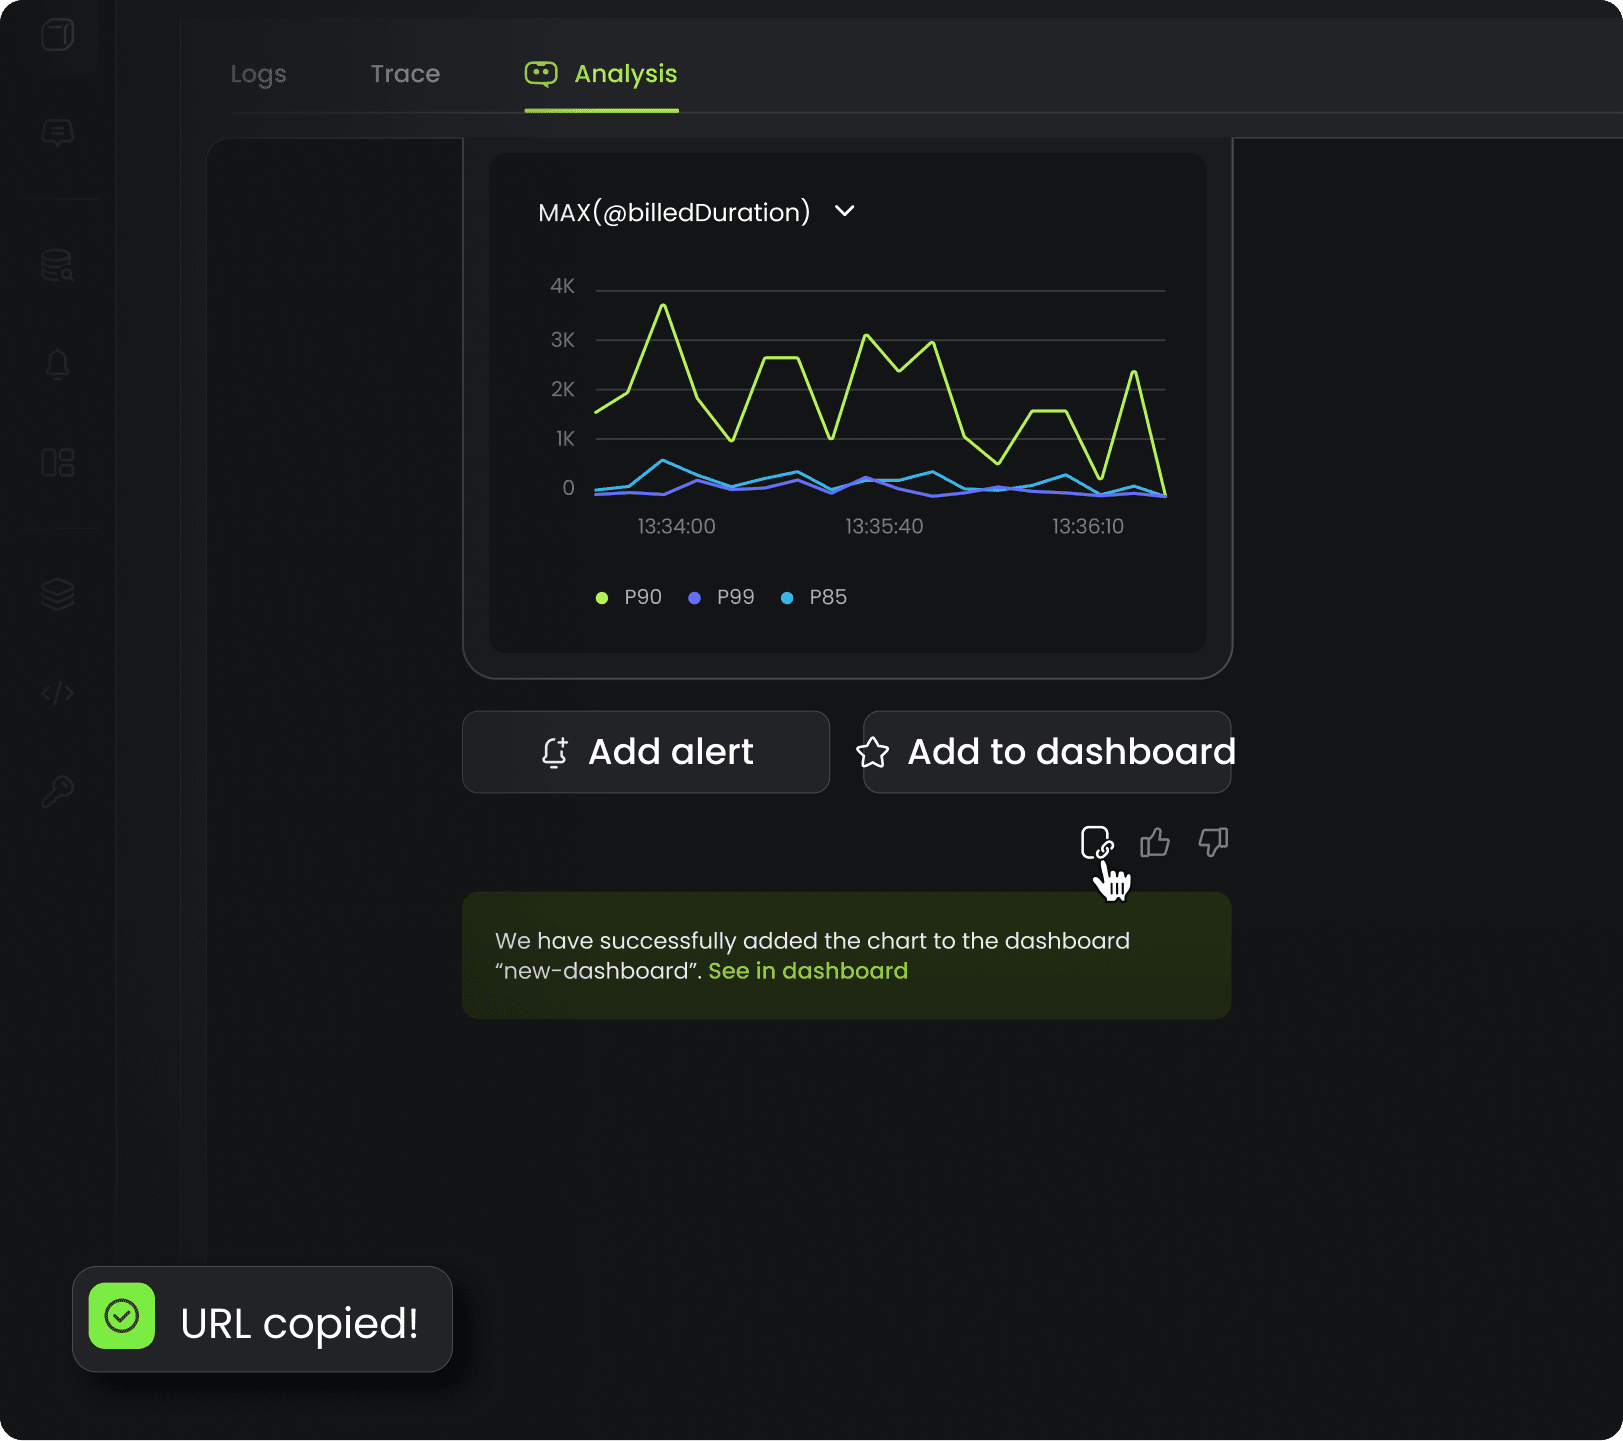 Logs
Trace
Analysis
MAX(@billedDuration)
4K
3K
2K
1K
0
13:34:00
13:35:40
13:36:10
P90
P99
P85
Add alert
Add to dashboard
We have successfully added the chart to the dashboard
“new-dashboard”. See in dashboard
URL copied!